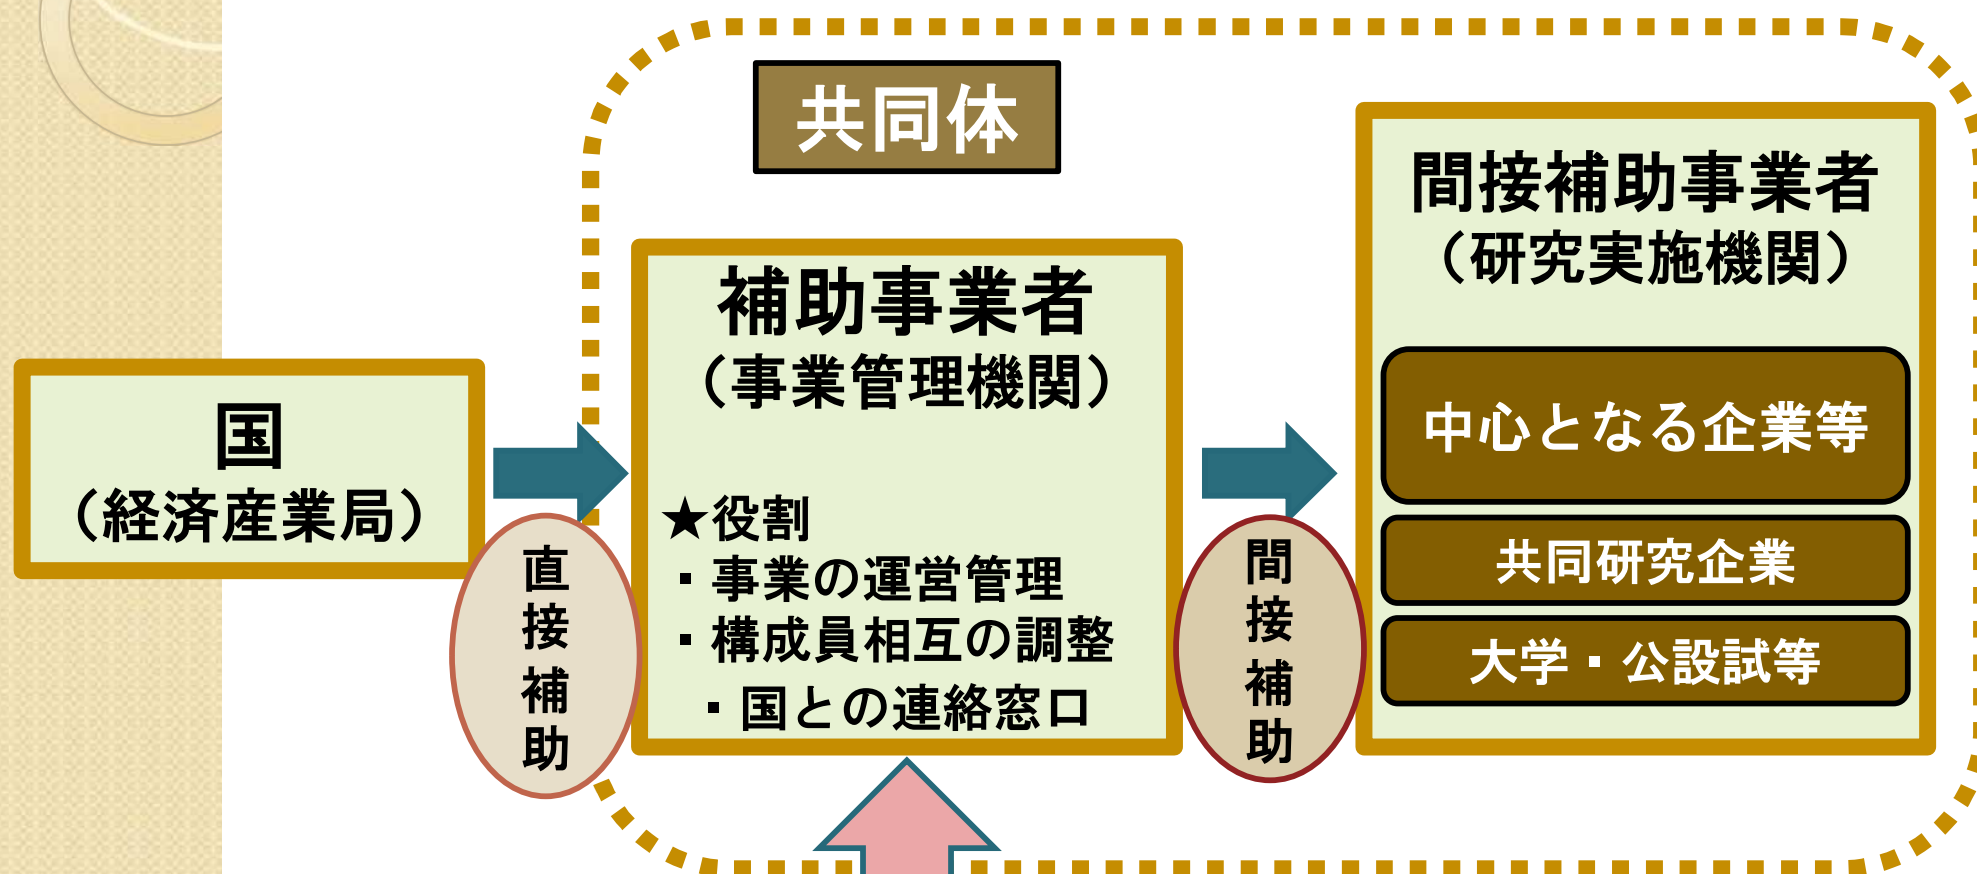 共同体
国
（経済産業局）
直接補助
補助事業者
（事業管理機関）
★役割
・事業の運営管理
・構成員相互の調整
・国との連絡窓口
間接補助
間接補助事業者
（研究実施機関）
中心となる企業等
共同研究企業
大学・公設試等